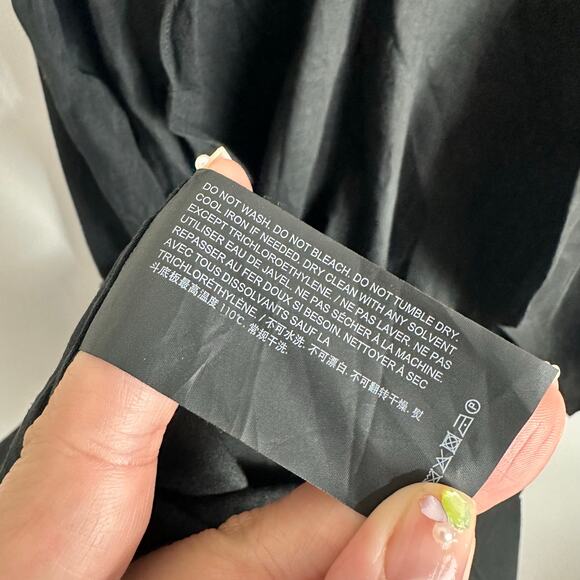 DO NOT WASH. DO NOT BLEACH. DO NOT TUMBLE DRY.
COOL IRON IF NEEDED. DRY CLEAN WITH ANY SOLVENT
EXCEPT TRICHLOROETHYLENE. / NE PAS LAVER. NE PAS
UTILISER EAU DE JAVEL. NE PAS SÉCHER À LA MACHINE.
REPASSER AU FER DOUX SI BESOIN. NETTOYER À SEC
AVEC TOUS DISSOLVANTS SAUF LA
TRICHLORETHYLÈNE / 不可水洗. 不可漂白. 不可翻转干燥. 熨
斗底板最高温度 110℃. 常规干洗.